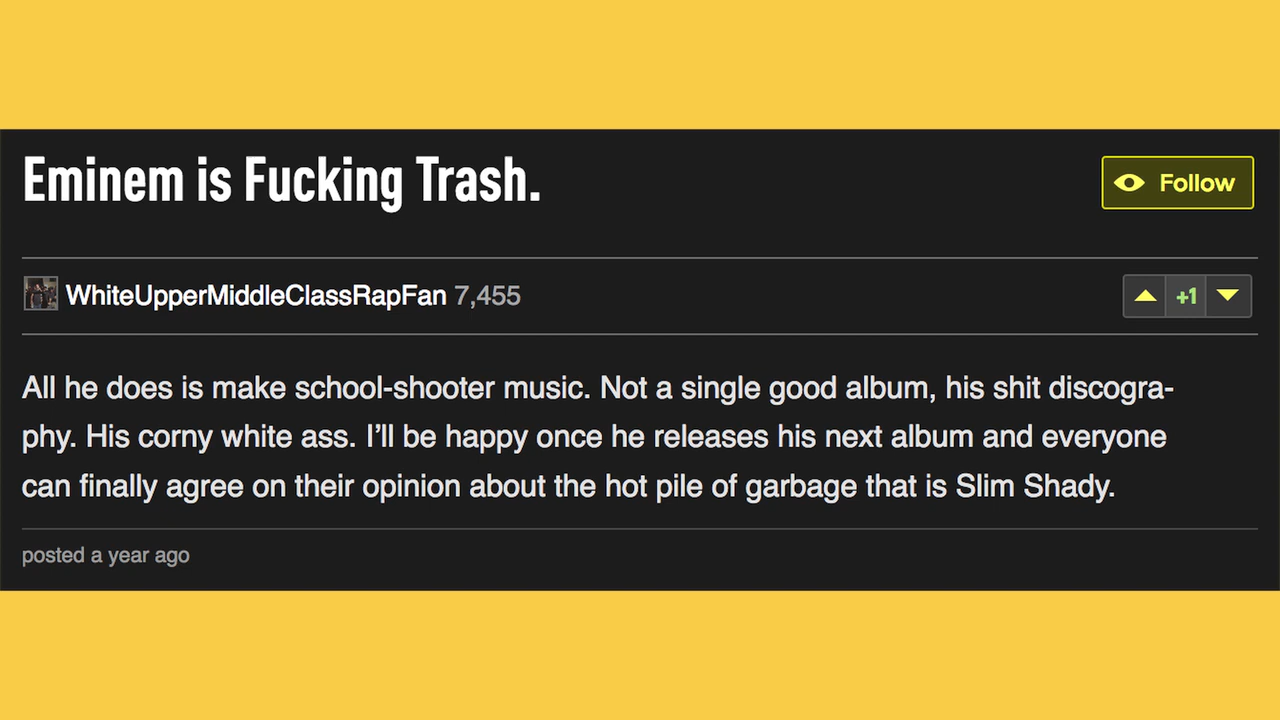 Eminem is Fucking Trash.
Follow
WhiteUpperMiddleClassRapFan 7,455
+1
All he does is make school-shooter music. Not a single good album, his shit discogra-
phy. His corny white ass. I'll be happy once he releases his next album and everyone
can finally agree on their opinion about the hot pile of garbage that is Slim Shady.
posted a year ago